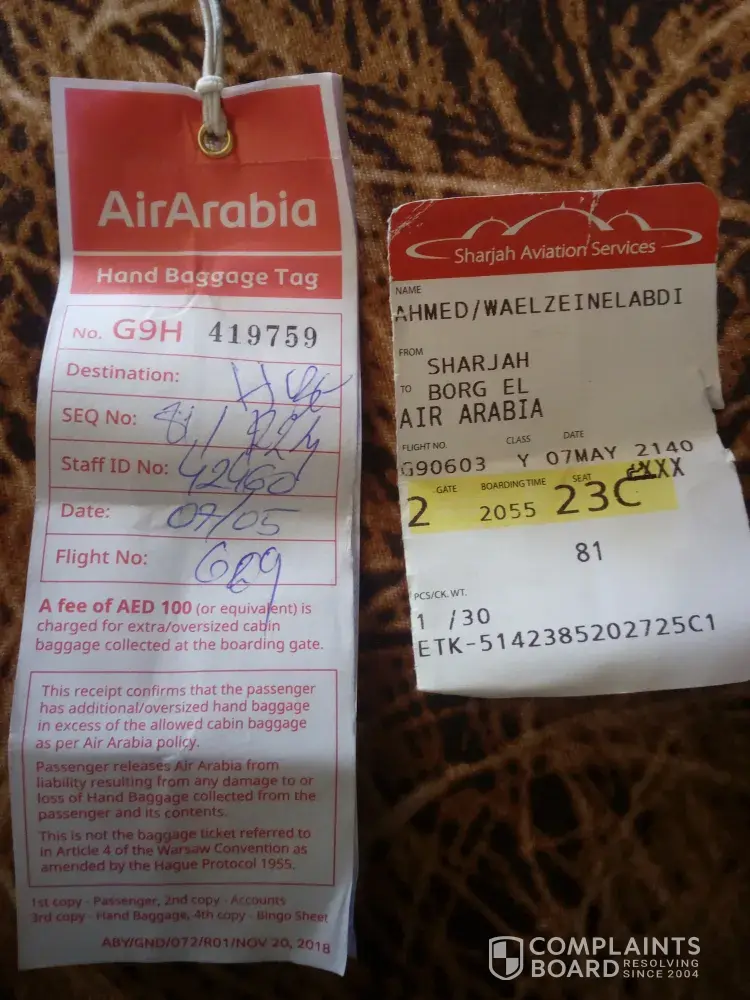 AirArabia
Hand Baggage Tag
No. G9H 419759
Destination:
SEQ No: 81 /
Staff ID No: 42460
Date: 07/05
Flight No:
A fee of AED 100 (or equivalent) is
charged for extra/oversized cabin
baggage collected at the boarding gate.
This receipt confirms that the passenger
has additional/oversized hand baggage
in excess of the allowed cabin baggage
as per Air Arabia policy.
Passenger releases Air Arabia from
liability resulting from any damage to or
loss of Hand Baggage collected from the
passenger and its contents.
This is not the baggage ticket referred to
in Article 4 of the Warsaw Convention as
amended by the Hague Protocol 1955.
1st copy - Passenger, 2nd copy - Accounts
3rd copy - Hand Baggage, 4th copy - Bingo Sheet
ABY/GND/072/R01/NOV 20, 2018
Sharjah Aviation Services
NAME
AHMED/WAELZEINELABDI
FROM SHARJAH
TO BORG EL
AIR ARABIA
FLIGHT NO. CLASS DATE
G90603 Y 07MAY 2140
GATE BOARDING TIME SEAT
2 2055 23C XXX
81
PCS/CK. WT.
1 /30
ETK-5142385202725C1
COMPLAINTS
BOARD RESOLVING
SINCE 2004